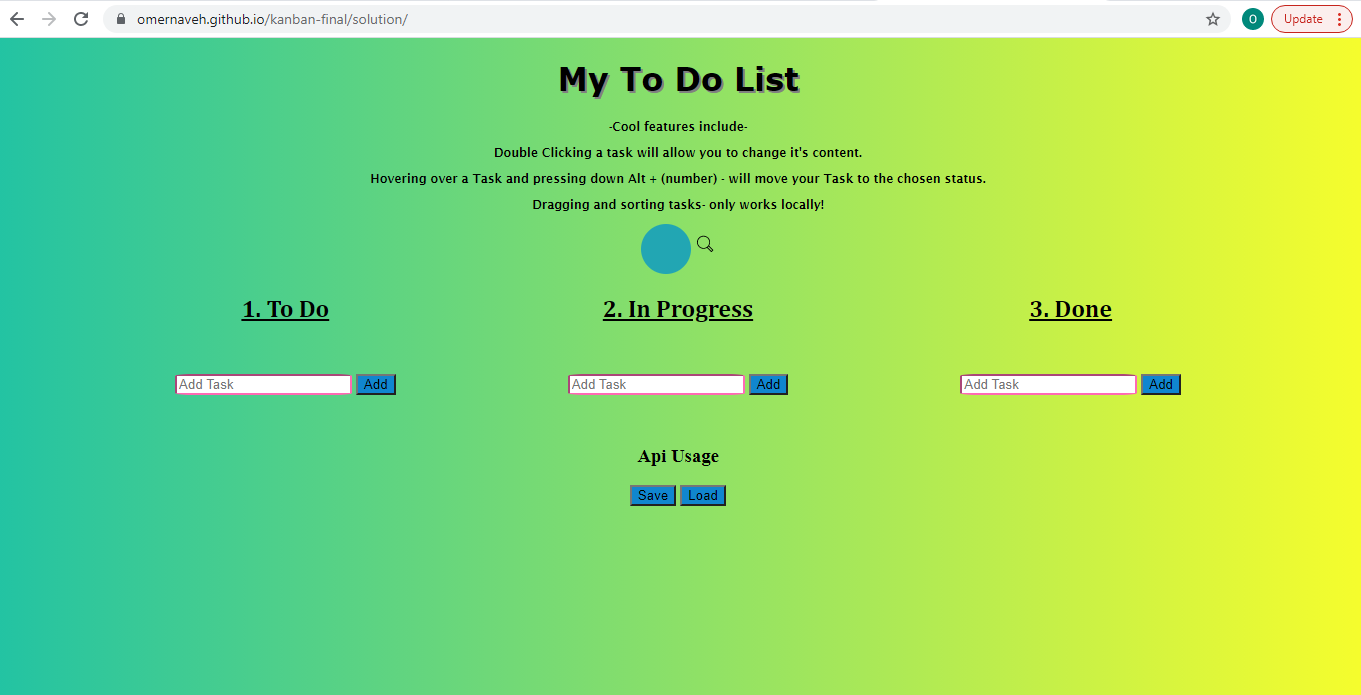 omernaveh.github.io/kanban-final/solution/
O
Update
My To Do List
-Cool features include-
Double Clicking a task will allow you to change it's content.
Hovering over a Task and pressing down Alt + (number) - will move your Task to the chosen status.
Dragging and sorting tasks- only works locally!
1. To Do
2. In Progress
3. Done
Add Task Add
Add Task Add
Add Task Add
Api Usage
Save Load